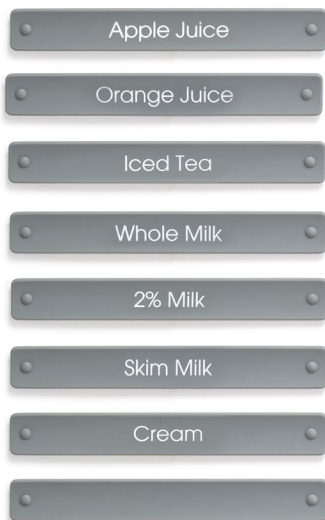 Apple Juice
Orange Juice
Iced Tea
Whole Milk
2% Milk
Skim Milk
Cream